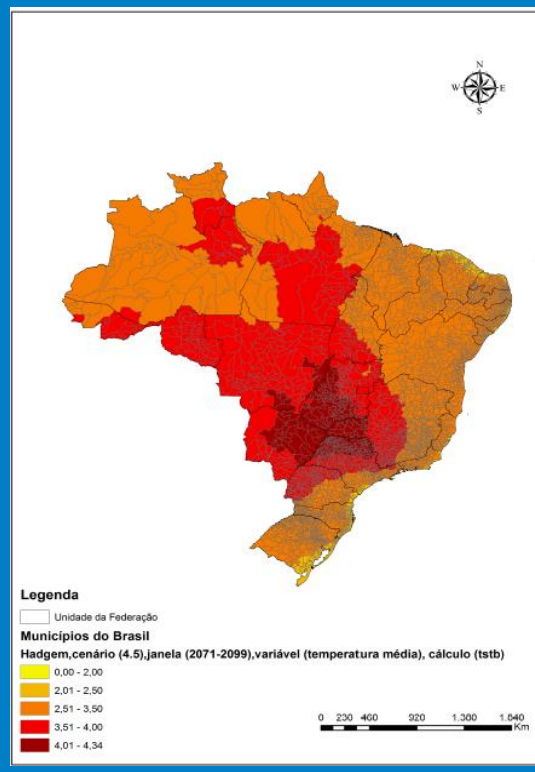 N
W E
S
Legenda
Unidade da Federação
Municípios do Brasil
Hadgem,cenário (4.5),janela (2071-2099),variável (temperatura média), cálculo (tstb)
0,00 - 2,00
2,01 - 2,50
2,51 - 3,50
3,51 - 4,00
4,01 - 4,34
0 230 460 920 1.380 1.840
Km